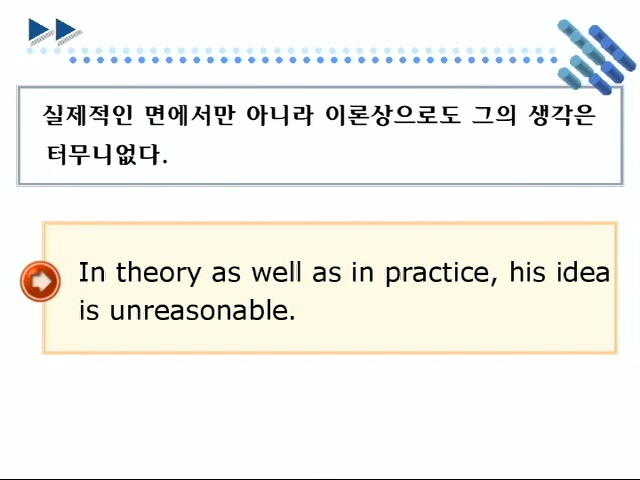 실제적인 면에서만 아니라 이론상으로도 그의 생각은
터무니없다.
In theory as well as in practice, his idea
is unreasonable.